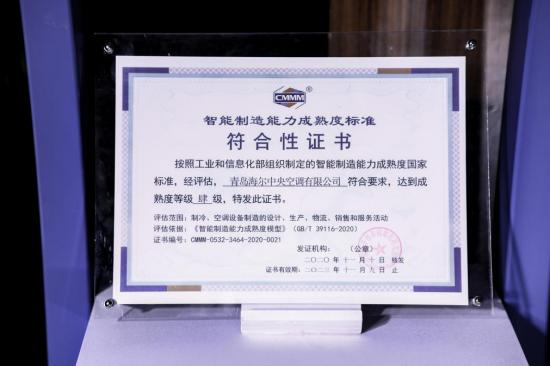 CMMM
®
智能制造能力成熟度标准
符合性证书
按照工业和信息化部组织制定的智能制造能力成熟度国家
标准，经评估，青岛海尔中央空调有限公司 符合要求，达到成
熟度等级 肆 级，特发此证书。
评估范围：制冷、空调设备制造的设计、生产、物流、销售和服务活动
评估依据：《智能制造能力成熟度模型》（GB/T 39116-2020）
证书编号：CMMM-0532-3464-2020-0021
发证机构：（公章）
二〇二〇年十一月十日 核发
证书有效期：二〇二三年十一月九日 止